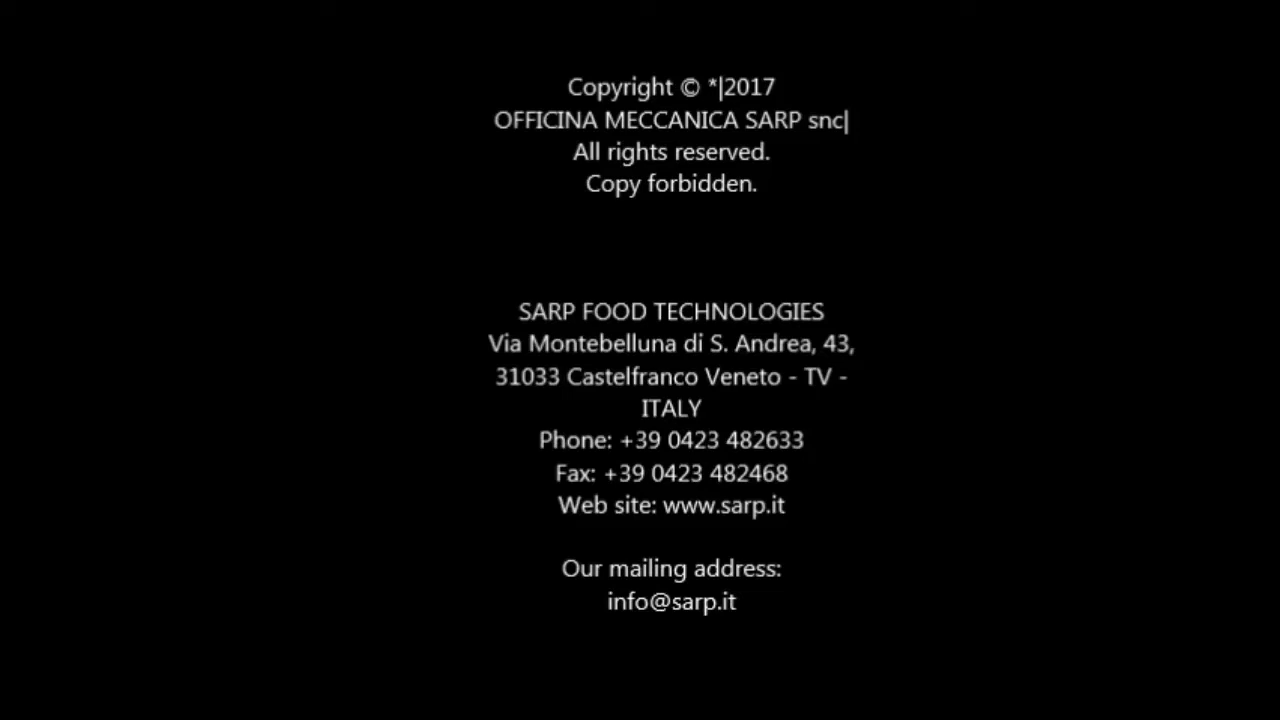 Copyright © *|2017
OFFICINA MECCANICA SARP snc|
All rights reserved.
Copy forbidden.
SARP FOOD TECHNOLOGIES
Via Montebelluna di S. Andrea, 43,
31033 Castelfranco Veneto - TV -
ITALY
Phone: +39 0423 482633
Fax: +39 0423 482468
Web site: www.sarp.it
Our mailing address:
info@sarp.it